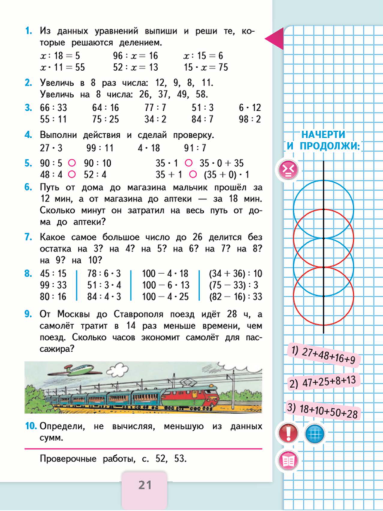 1. Из данных уравнений выпиши и реши те, ко-
торые решаются делением.
x : 18 = 5   96 : x = 16   x : 15 = 6
x · 11 = 55   52 : x = 13   15 · x = 75
2. Увеличь в 8 раз числа: 12, 9, 8, 11.
Увеличь на 8 числа: 26, 37, 49, 58.
3. 66 : 33   64 : 16   77 : 7   51 : 3   6 · 12
55 : 11   75 : 25   34 : 2   84 : 7   98 : 2
4. Выполни действия и сделай проверку.
27 · 3   99 : 11   4 · 18   91 : 7
5. 90 : 5 ○ 90 : 10   35 · 1 ○ 35 · 0 + 35
48 : 4 ○ 52 : 4   35 + 1 ○ (35 + 0) · 1
6. Путь от дома до магазина мальчик прошёл за
12 мин, а от магазина до аптеки — за 18 мин.
Сколько минут он затратил на весь путь от до-
ма до аптеки?
7. Какое самое большое число до 26 делится без
остатка на 3? на 4? на 5? на 6? на 7? на 8?
на 9? на 10?
8. 45 : 15   78 : 6 · 3   100 − 4 · 18   (34 + 36) : 10
99 : 33   51 : 3 · 4   100 − 6 · 13   (75 − 33) : 3
80 : 16   84 : 4 · 3   100 − 4 · 25   (82 − 16) : 33
9. От Москвы до Ставрополя поезд идёт 28 ч, а
самолёт тратит в 14 раз меньше времени, чем
поезд. Сколько часов экономит самолёт для пас-
сажира?
10. Определи, не вычисляя, меньшую из данных
сумм.
Проверочные работы, с. 52, 53.
21
НАЧЕРТИ
И ПРОДОЛЖИ:
1) 27+48+16+9
2) 47+25+8+13
3) 18+10+50+28